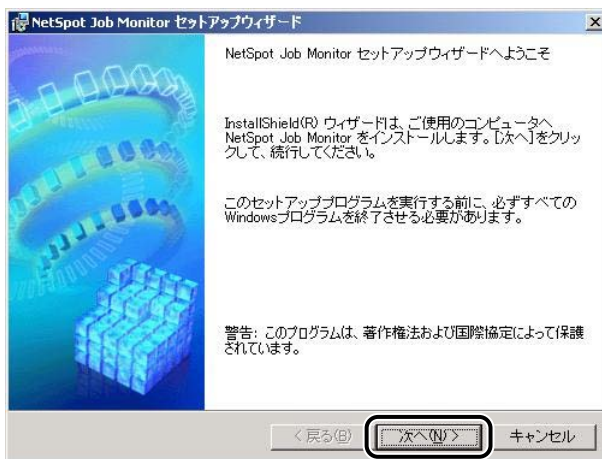 NetSpot Job Monitor セットアップウィザード
NetSpot Job Monitor セットアップウィザードへようこそ
InstallShield(R) ウィザードは、ご使用のコンピュータへ
NetSpot Job Monitor をインストールします。[次へ]をクリッ
クして、続行してください。
このセットアッププログラムを実行する前に、必ずすべての
Windowsプログラムを終了させる必要があります。
警告: このプログラムは、著作権法および国際協定によって保護
されています。
< 戻る(B) 次へ(N) > キャンセル